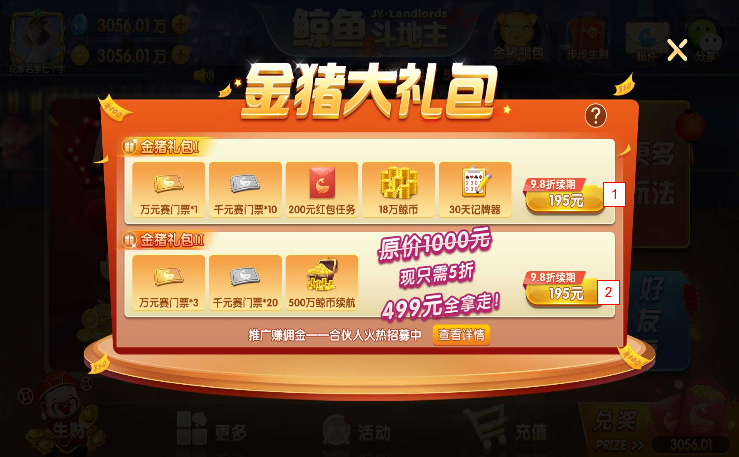 JY·Landlords
鲸鱼斗地主
3056.01万
3056.01万
金猪礼包
分享
金猪大礼包
?
金猪礼包I
万元赛门票*1
千元赛门票*10
200元红包任务
18万鲸币
30天记牌器
9.8折续期
195元
1
金猪礼包II
万元赛门票*3
千元赛门票*20
500万鲸币续航
原价1000元
现只需5折
499元全拿走!
9.8折续期
195元
2
推广赚佣金——合伙人火热招募中
查看详情
更多
玩法
好
友
生财
更多
活动
充值
兑奖
PRIZE >>
3056.01